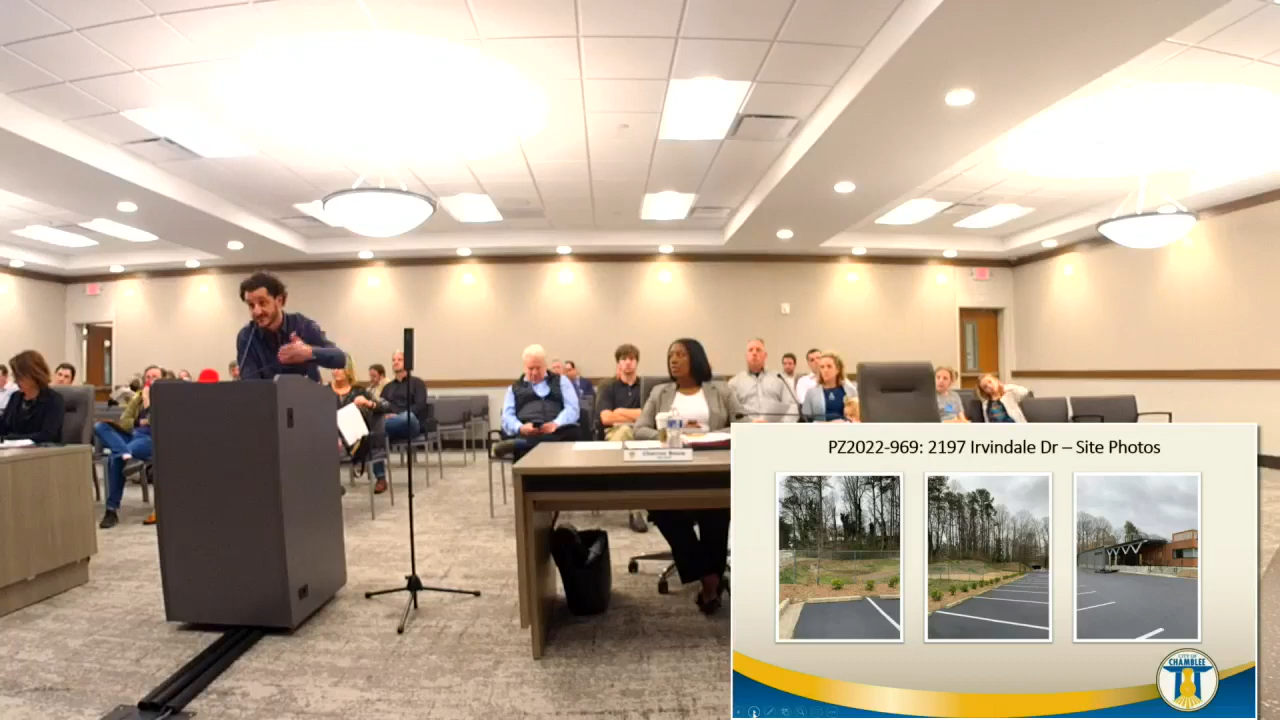 PZ2022-969: 2197 Irvindale Dr – Site Photos
CITY OF
CHAMBLEE